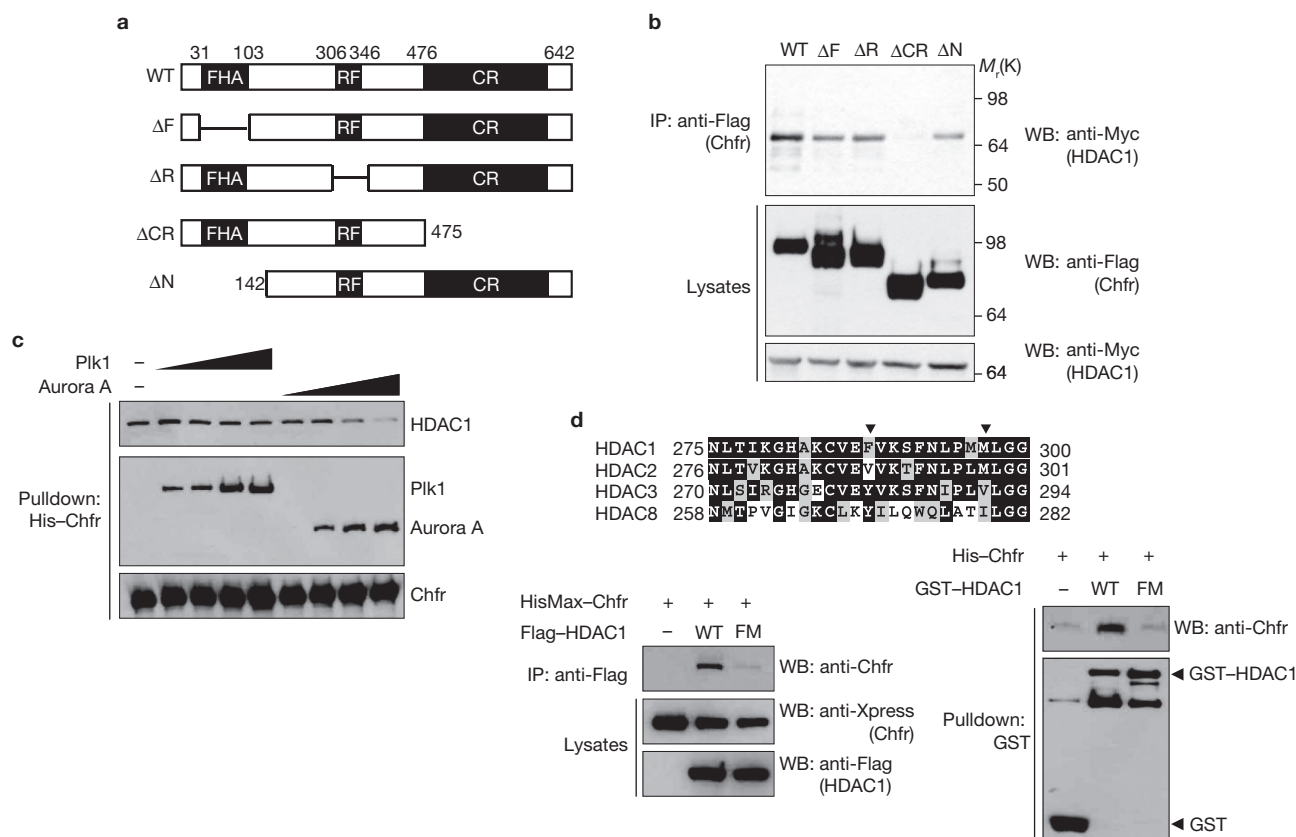 a
31 103 306 346 476 642
WT FHA RF CR
ΔF RF CR
ΔR FHA CR
ΔCR FHA RF 475
ΔN 142 RF CR
b
WT ΔF ΔR ΔCR ΔN
Mr(K)
98
IP: anti-Flag
(Chfr)
WB: anti-Myc
(HDAC1)
64
50
98
WB: anti-Flag
(Chfr)
Lysates
64
WB: anti-Myc
(HDAC1)
64
c
Plk1 –
Aurora A –
HDAC1
Plk1
Pulldown:
His–Chfr
Aurora A
Chfr
d
HDAC1 275 NLTIKGHAKCVEFVKSFNLPMMLGG 300
HDAC2 276 NLTVKGHAKCVEVVKTFNLPLMLGG 301
HDAC3 270 NLSIRGHGECVEYVKSFNIPLVLGG 294
HDAC8 258 NMTPVGIGKCLKYILQWQLATILGG 282
HisMax–Chfr + + +
Flag–HDAC1 – WT FM
IP: anti-Flag
WB: anti-Chfr
Lysates
WB: anti-Xpress
(Chfr)
WB: anti-Flag
(HDAC1)
His–Chfr + + +
GST–HDAC1 – WT FM
WB: anti-Chfr
GST–HDAC1
Pulldown:
GST
GST